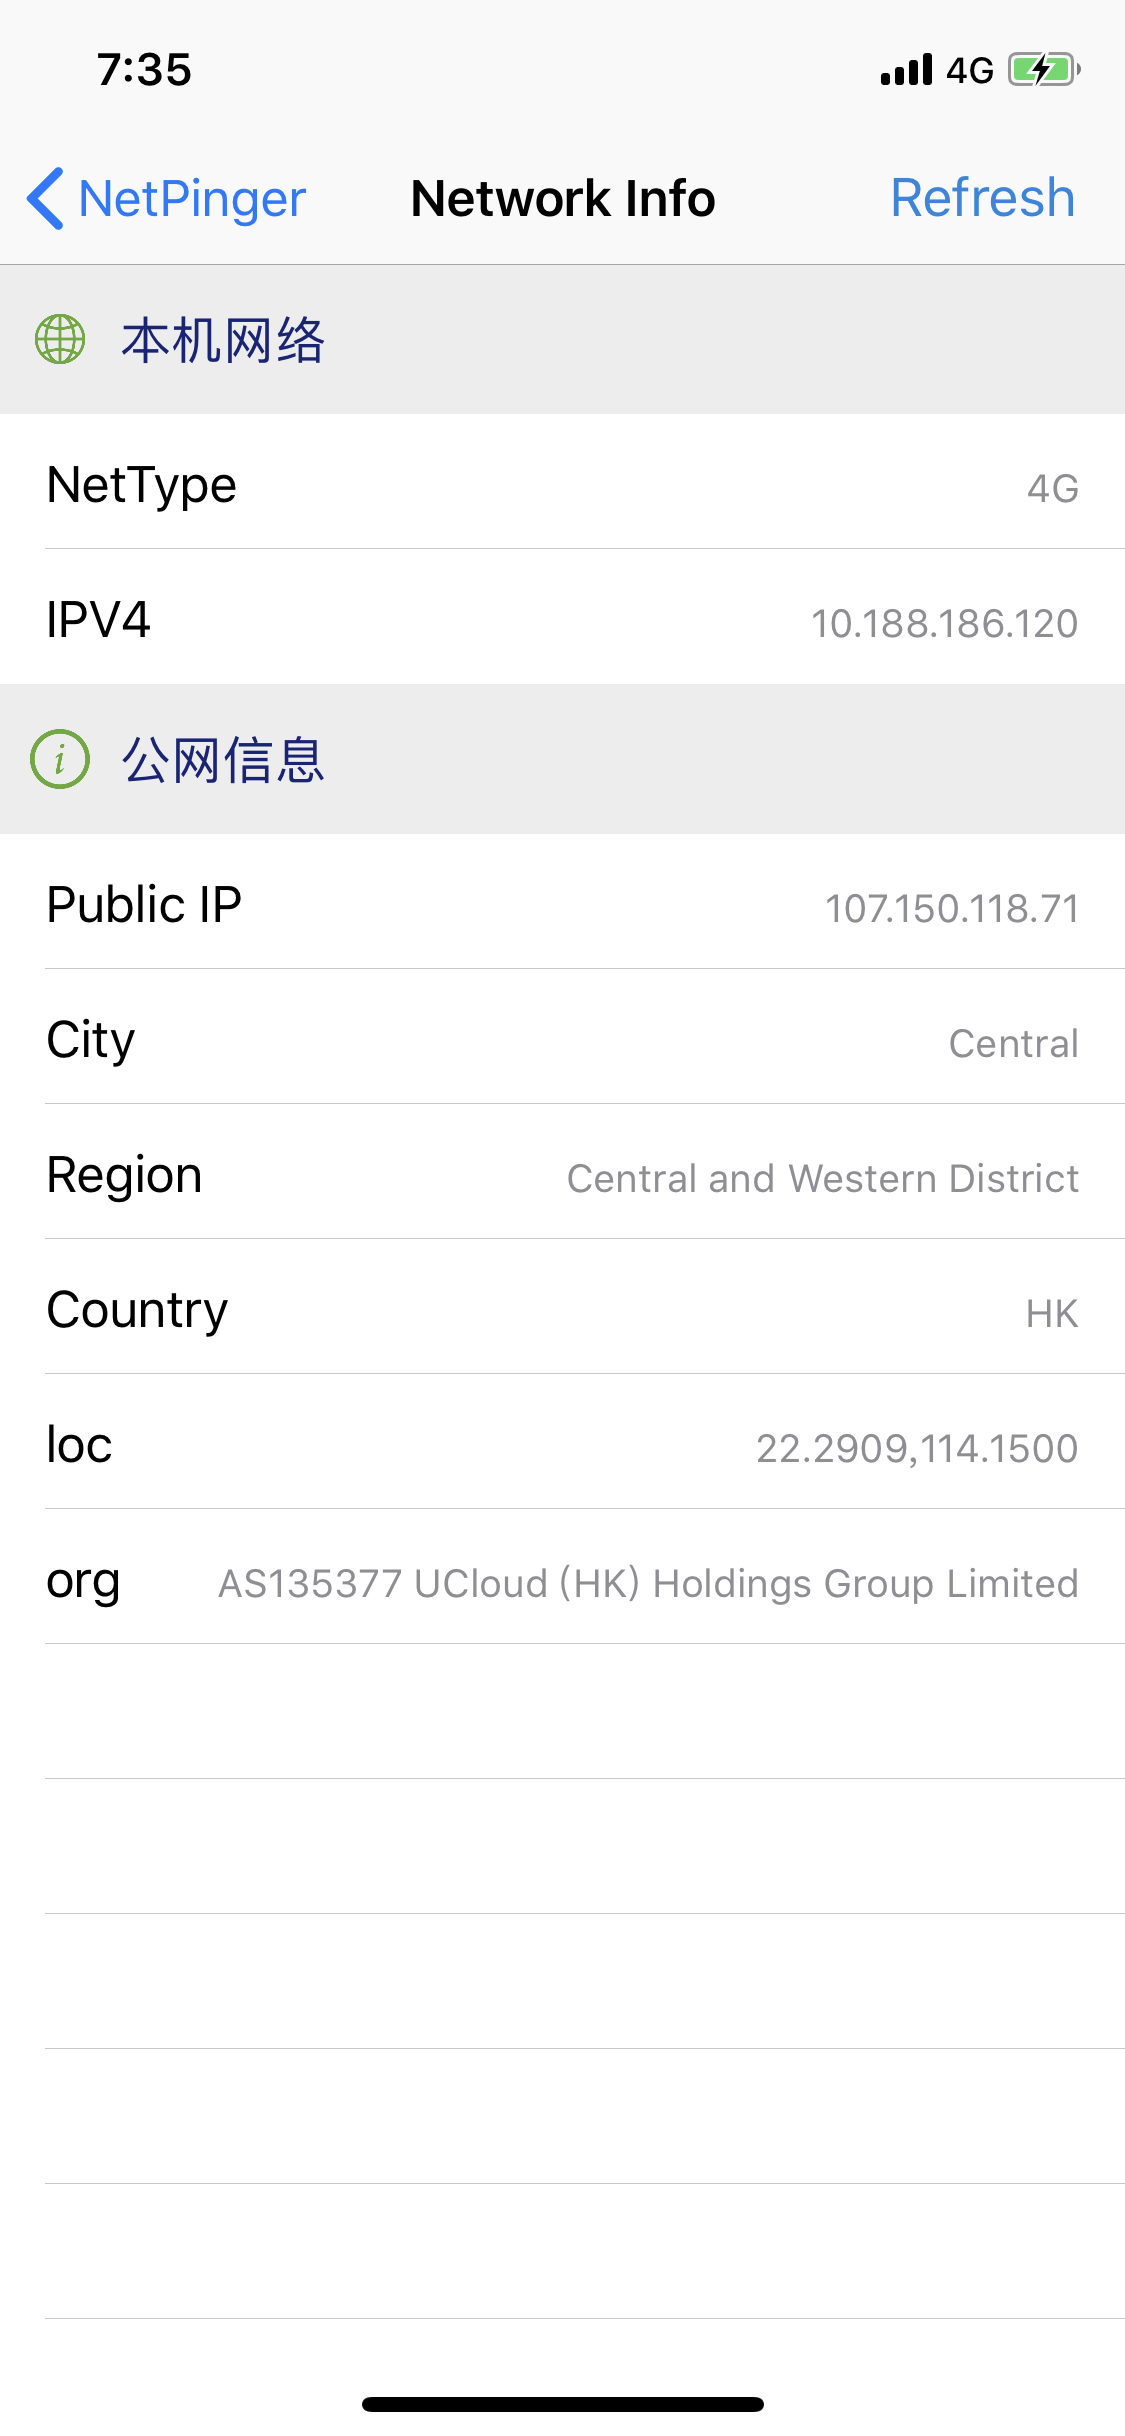 7:35 4G
NetPinger Network Info Refresh
本机网络
NetType 4G
IPV4 10.188.186.120
i 公网信息
Public IP 107.150.118.71
City Central
Region Central and Western District
Country HK
loc 22.2909,114.1500
org AS135377 UCloud (HK) Holdings Group Limited